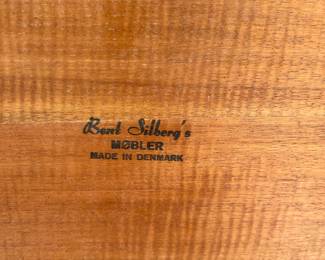 Bent Silberg's
MØBLER
MADE IN DENMARK